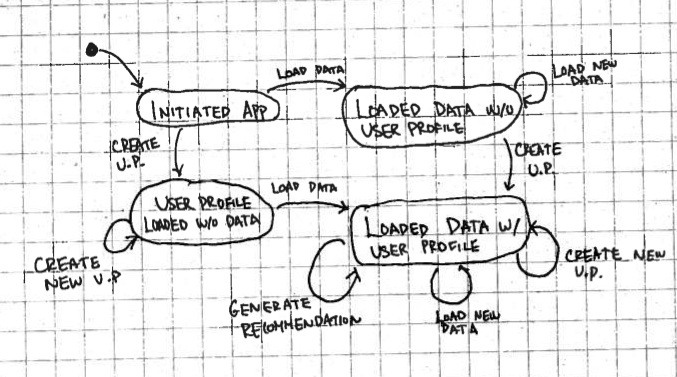 LOAD DATA
LOAD NEW
DATA
INITIATED APP
LOADED DATA W/O
USER PROFILE
CREATE
U.P.
CREATE
U.P.
USER PROFILE
LOADED W/O DATA
LOAD DATA
LOADED DATA W/
USER PROFILE
CREATE
NEW U.P
CREATE NEW
U.P.
GENERATE
RECOMMENDATION
LOAD NEW
DATA